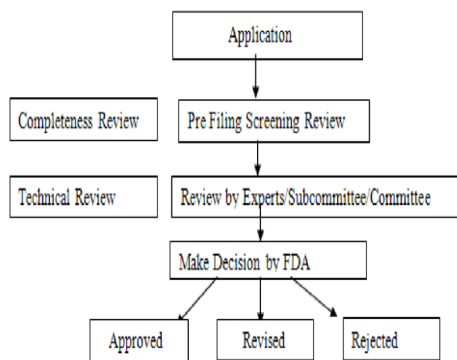 Application
Completeness Review
Pre Filing Screening Review
Technical Review
Review by Experts/Subcommittee/Committee
Make Decision by FDA
Approved
Revised
Rejected